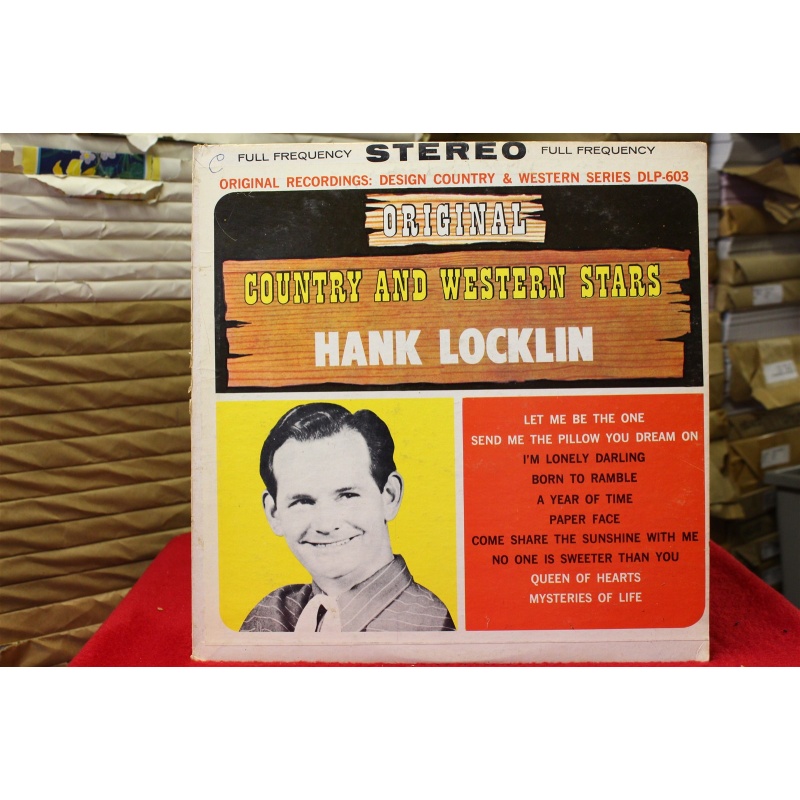 C
FULL FREQUENCY STEREO FULL FREQUENCY
ORIGINAL RECORDINGS: DESIGN COUNTRY & WESTERN SERIES DLP-603
ORIGINAL
COUNTRY AND WESTERN STARS
HANK LOCKLIN
LET ME BE THE ONE
SEND ME THE PILLOW YOU DREAM ON
I'M LONELY DARLING
BORN TO RAMBLE
A YEAR OF TIME
PAPER FACE
COME SHARE THE SUNSHINE WITH ME
NO ONE IS SWEETER THAN YOU
QUEEN OF HEARTS
MYSTERIES OF LIFE